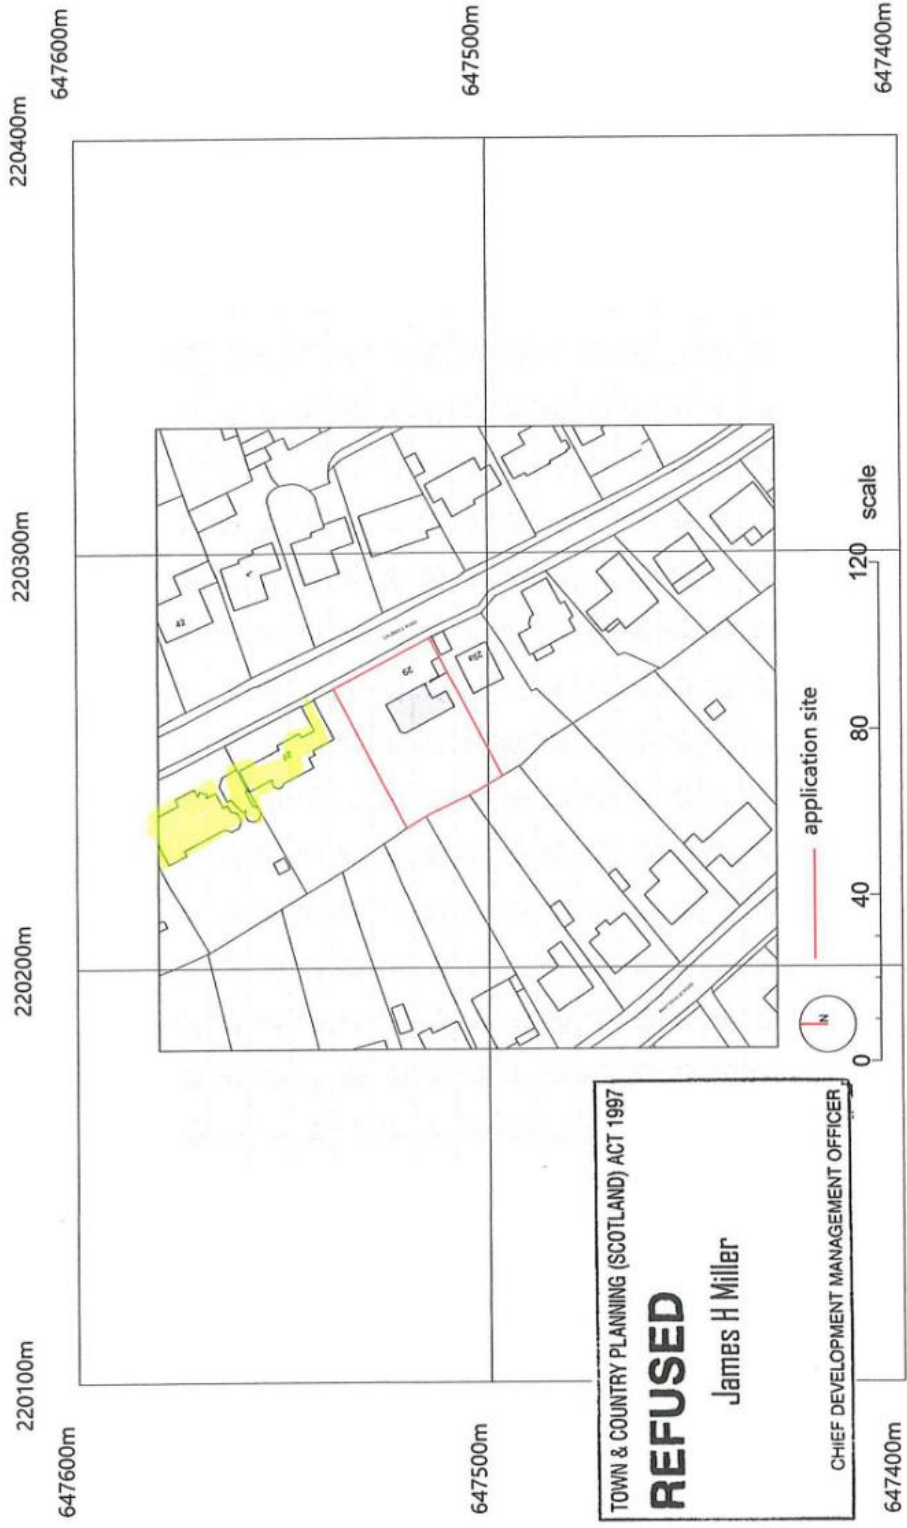 220100m
220200m
220300m
220400m
647600m
647600m
647500m
647500m
647400m
647400m
42
29
29a
application site
N
0
40
80
120
scale
TOWN & COUNTRY PLANNING (SCOTLAND) ACT 1997
REFUSED
James H Miller
CHIEF DEVELOPMENT MANAGEMENT OFFICER